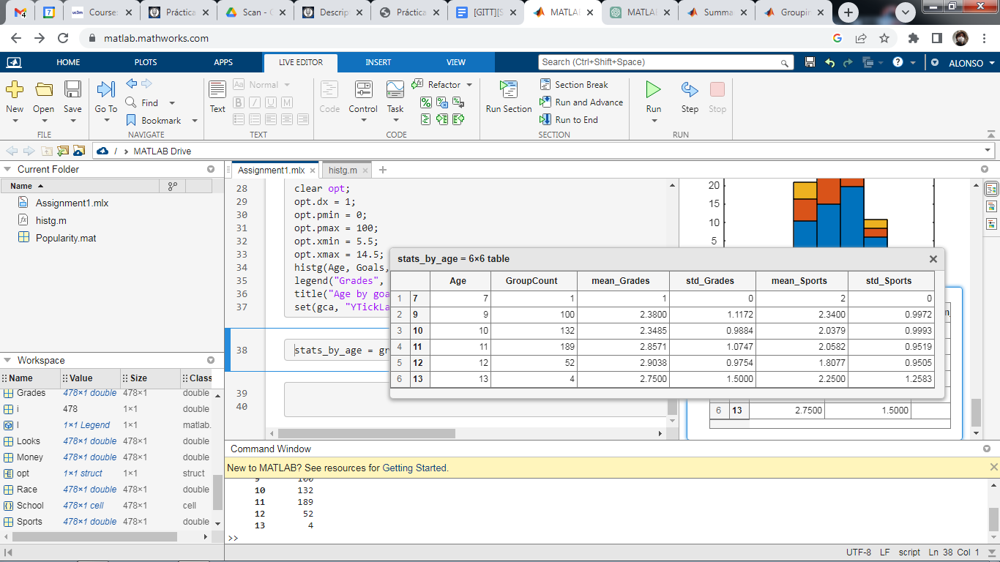 4
uc3m
Course:
Práctica
Scan - G
Descript
Práctica
[GITT][S
MATLAB
MATLAB
Summa
Groupin
matlab.mathworks.com
HOME
PLOTS
APPS
LIVE EDITOR
INSERT
VIEW
Search (Ctrl+Shift+Space)
ALONSO
New
Open
Save
FILE
Go To
Find
Bookmark
NAVIGATE
Text
Aa Normal
B I U M
TEXT
Code
Control
Task
Refactor
CODE
Run Section
Section Break
Run and Advance
Run to End
SECTION
Run
Step
Stop
RUN
/ › MATLAB Drive
Current Folder
Name
Assignment1.mlx
histg.m
Popularity.mat
Workspace
Name Value Size Class
Grades 478×1 double 478×1 double
i 478 1×1 double
l 1×1 Legend 1×1 matlab.
Looks 478×1 double 478×1 double
Money 478×1 double 478×1 double
opt 1×1 struct 1×1 struct
Race 478×1 double 478×1 double
School 478×1 cell 478×1 cell
Sports 478×1 double 478×1 double
Assignment1.mlx
histg.m
28 clear opt;
29 opt.dx = 1;
30 opt.pmin = 0;
31 opt.pmax = 100;
32 opt.xmin = 5.5;
33 opt.xmax = 14.5;
34 histg(Age, Goals,
35 legend("Grades",
36 title("Age by goa
37 set(gca, "YTickLa
38 stats_by_age = gr
39
40
20
15
10
5
stats_by_age = 6×6 table
Age GroupCount mean_Grades std_Grades mean_Sports std_Sports
1 7 7 1 1 0 2 0
2 9 9 100 2.3800 1.1172 2.3400 0.9972
3 10 10 132 2.3485 0.9884 2.0379 0.9993
4 11 11 189 2.8571 1.0747 2.0582 0.9519
5 12 12 52 2.9038 0.9754 1.8077 0.9505
6 13 13 4 2.7500 1.5000 2.2500 1.2583
6 13 2.7500 1.5000
Command Window
New to MATLAB? See resources for Getting Started.
9 100
10 132
11 189
12 52
13 4
>>
UTF-8 LF script Ln 38 Col 1